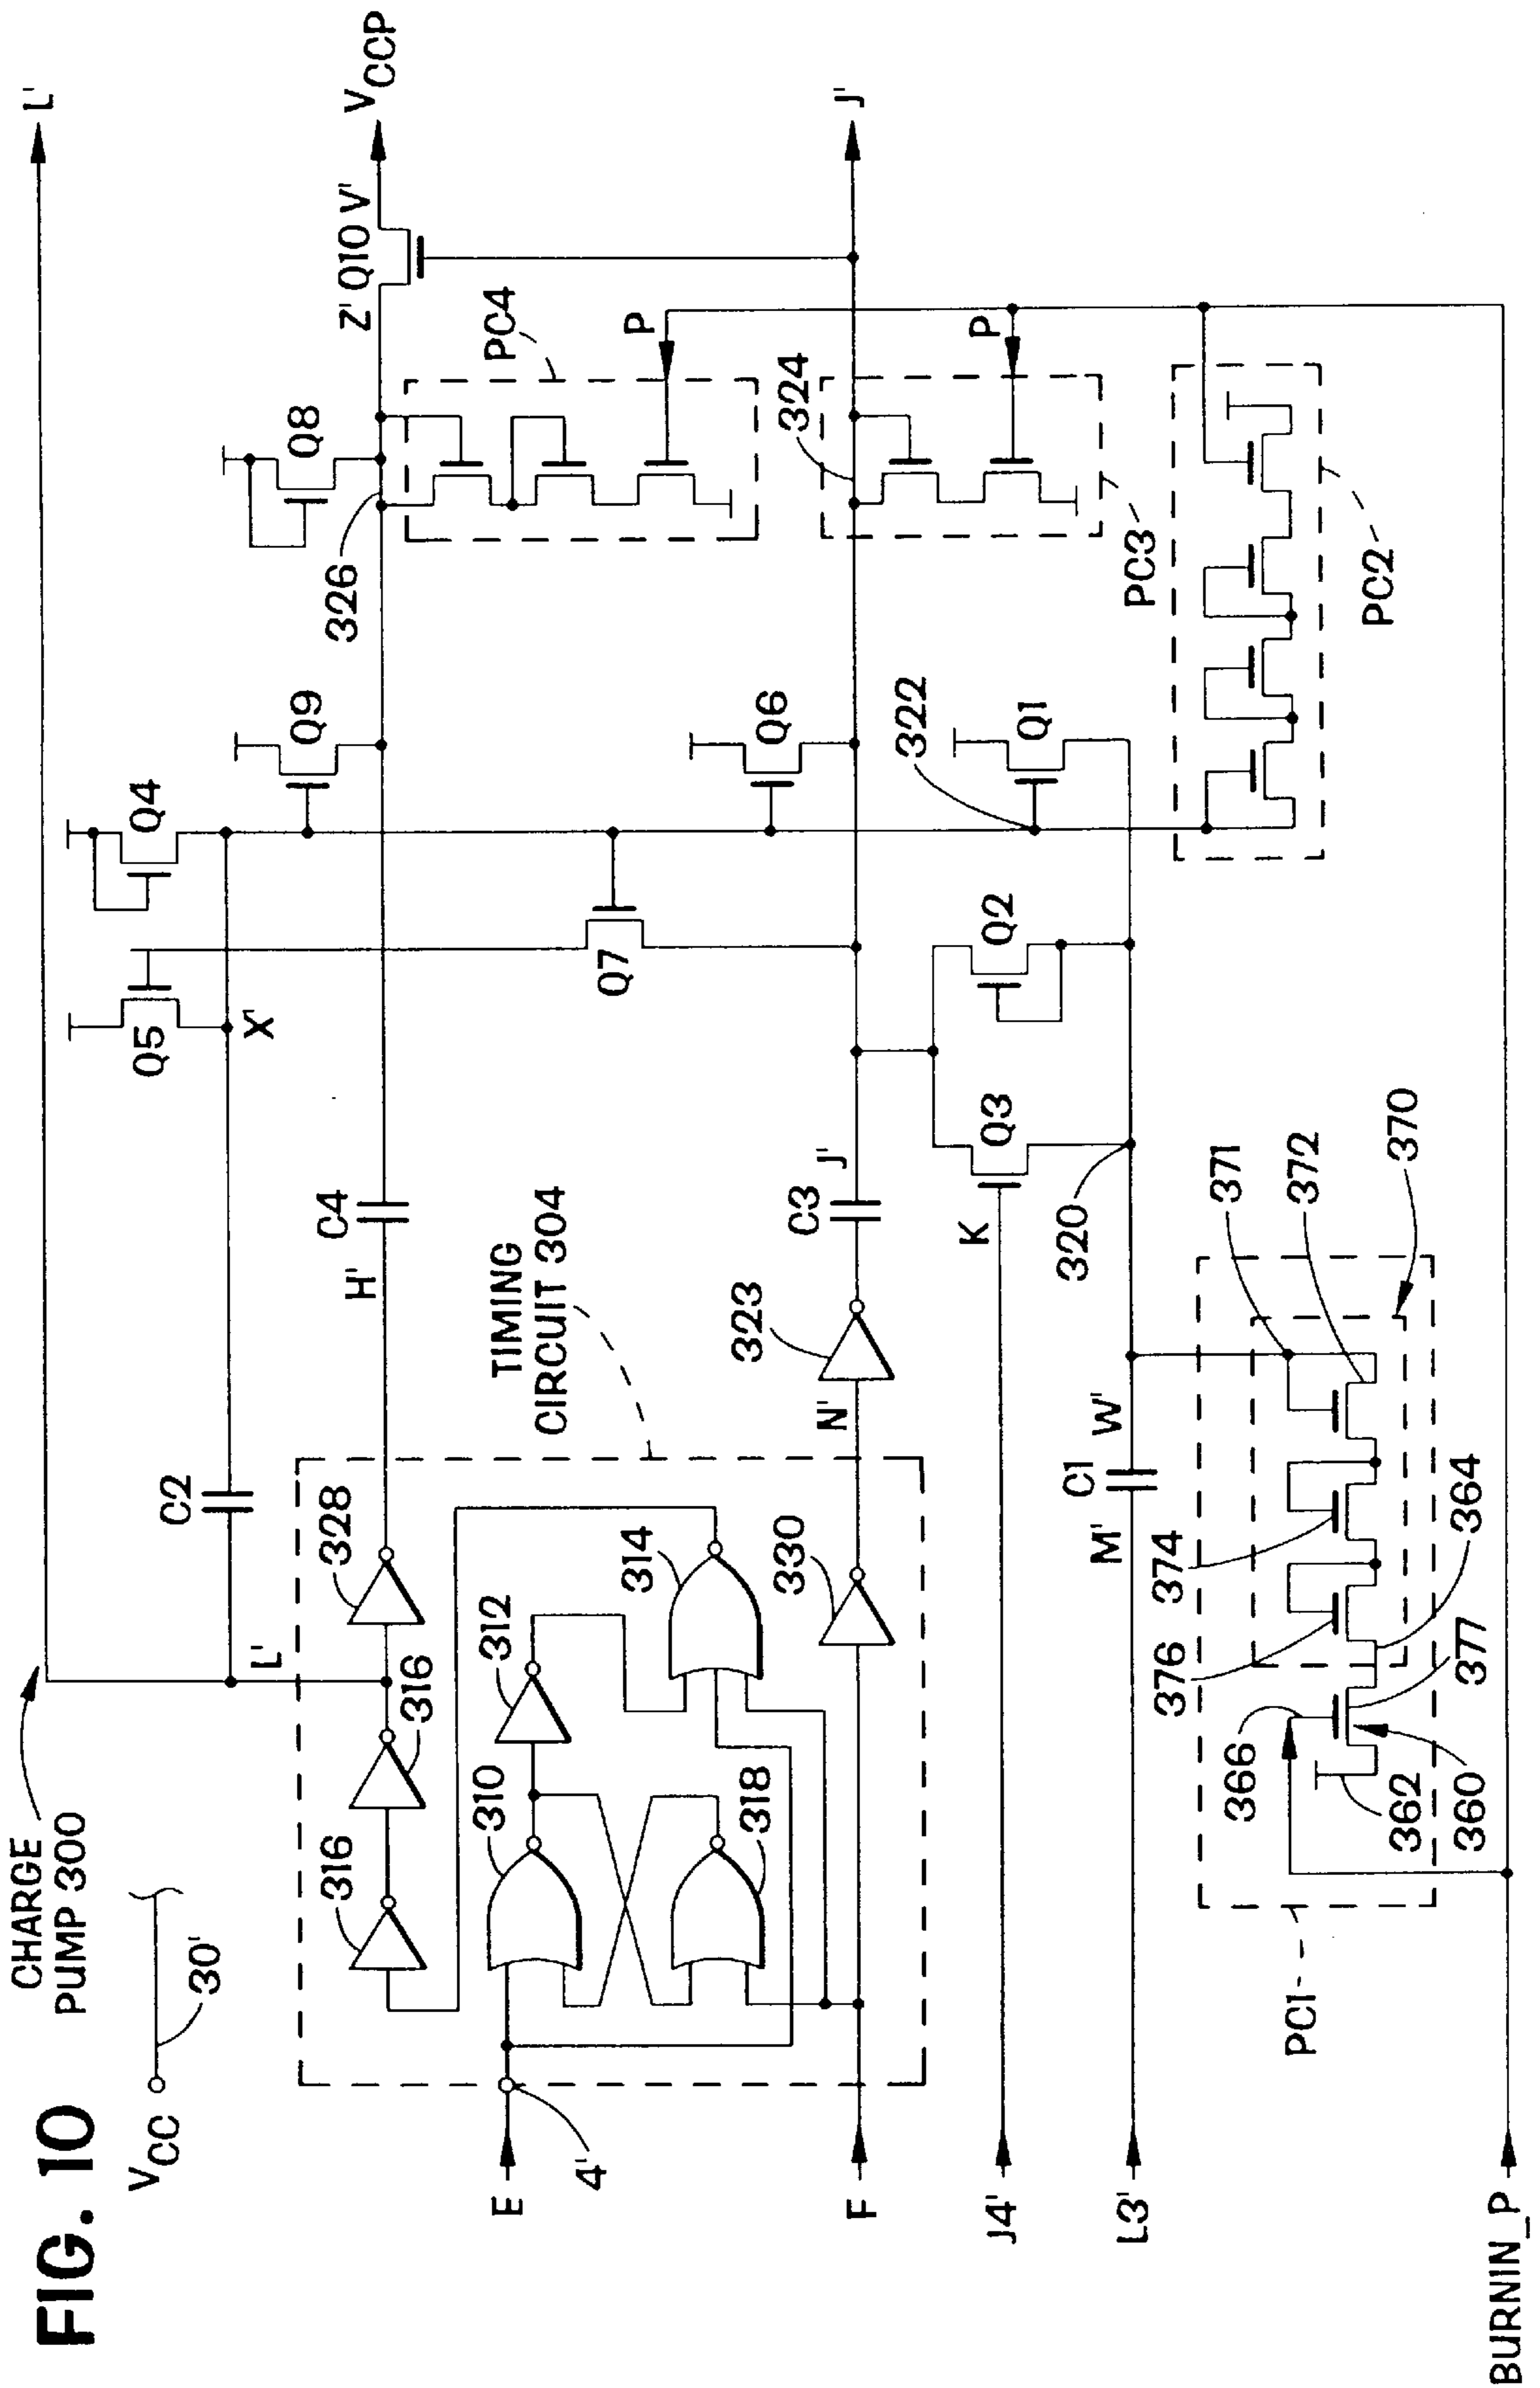 FIG. 10
CHARGE
PUMP 300
VCC
30'
L'
L'
C2
X'
Q5
Q4
Q9
Q8
326
Z'
Q10
V'
VCCP
H'
C4
TIMING
CIRCUIT 304
316
316
328
310
312
314
318
330
E
4'
F
N'
323
C3
J'
Q7
Q6
PC4
P
324
P
PC3
J'
J4'
K
Q3
Q2
322
Q1
320
L3'
M'
C1
W'
PC2
371
372
370
374
376
364
377
366
362
360
PC1
BURNIN_P